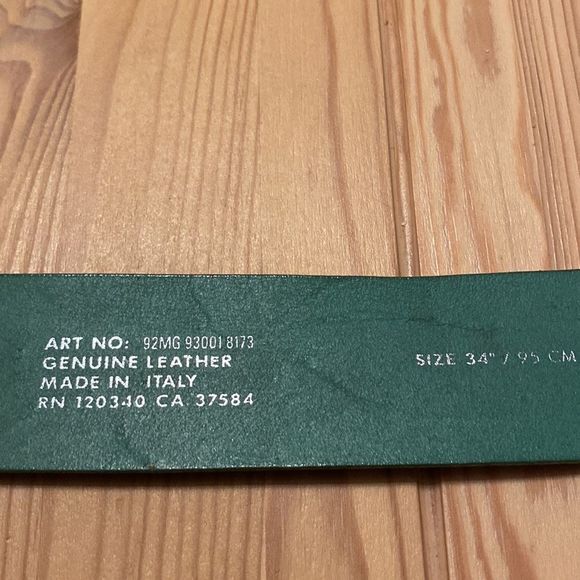 ART NO: 92MG 93001 8173
GENUINE LEATHER
MADE IN ITALY
RN 120340 CA 37584
SIZE 34" / 95 CM